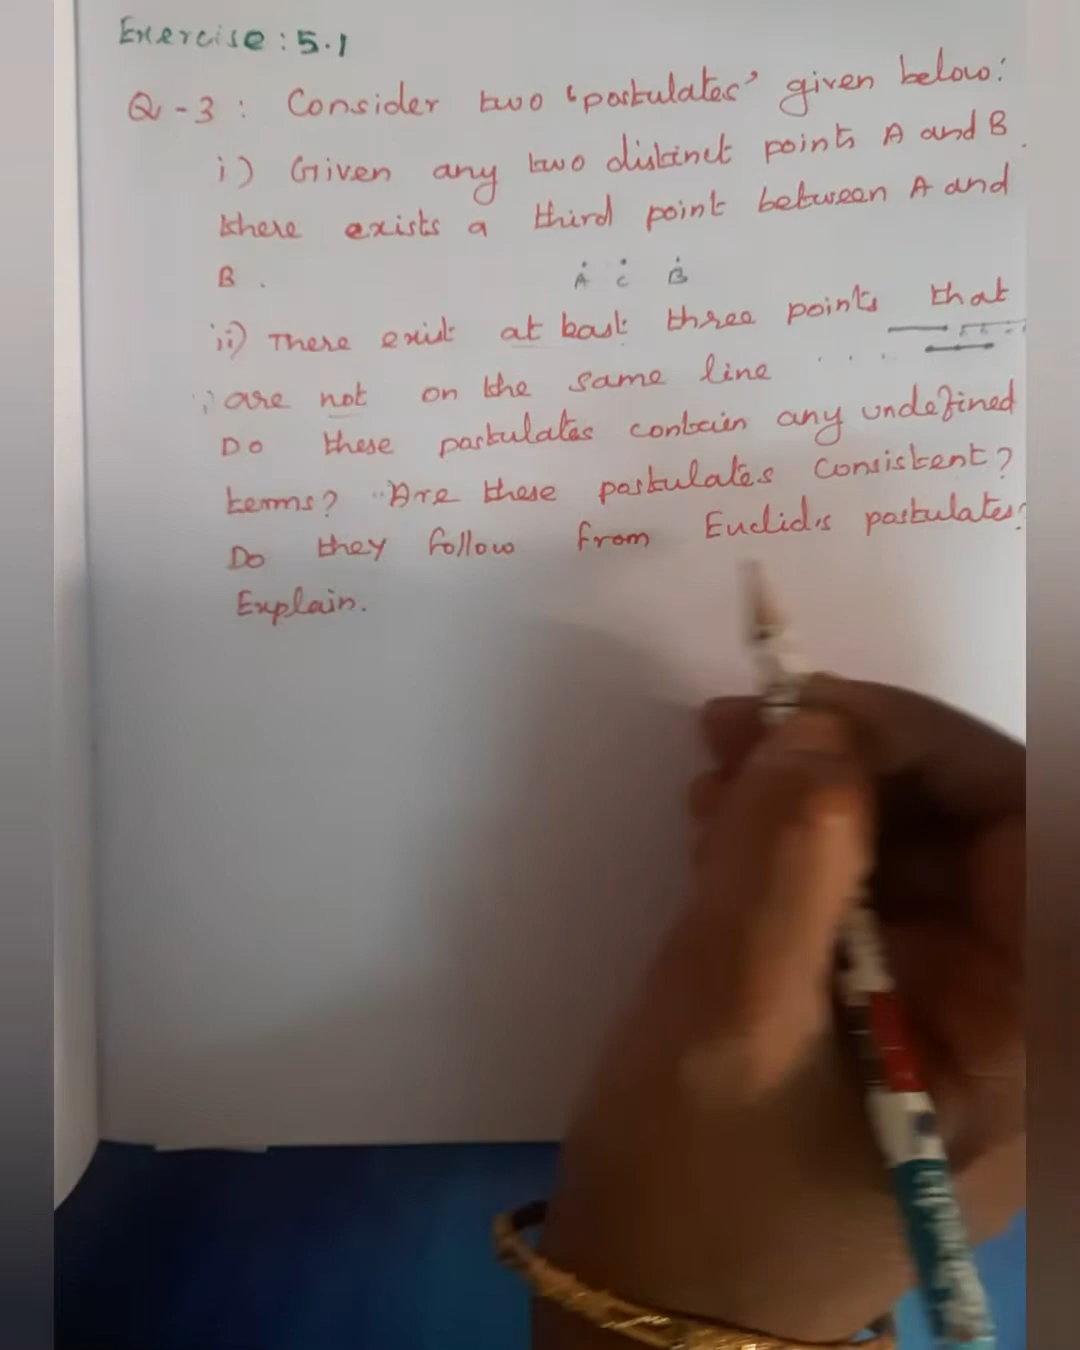 Exercise: 5.1
Q-3: Consider two 'postulates' given below:
i) Given any two distinct points A and B
there exists a third point between A and
B.
A C B
ii) There exist at least three points that
are not on the same line
Do these postulates contain any undefined
terms? Are these postulates consistent?
Do they follow from Euclid's postulates?
Explain.